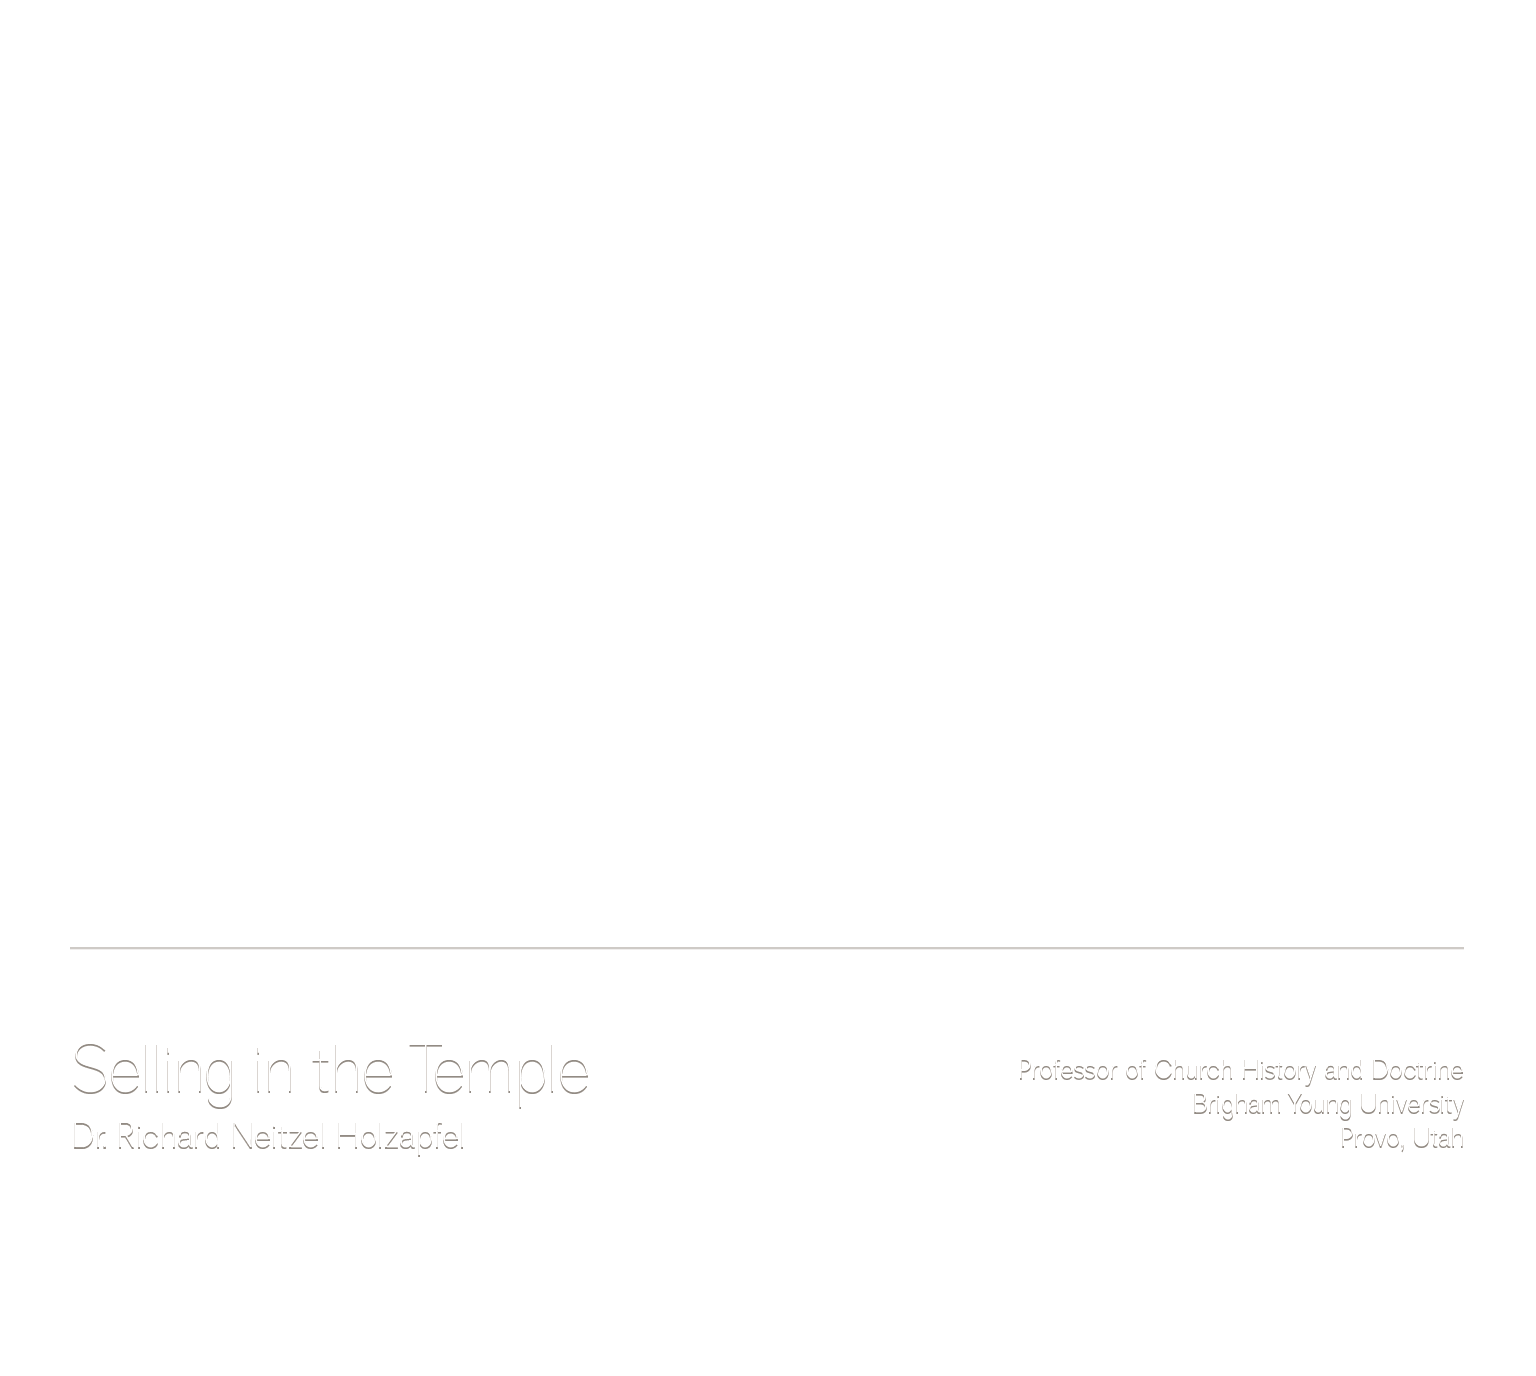 Selling in the Temple
Dr. Richard Neitzel Holzapfel
Professor of Church History and Doctrine
Brigham Young University
Provo, Utah